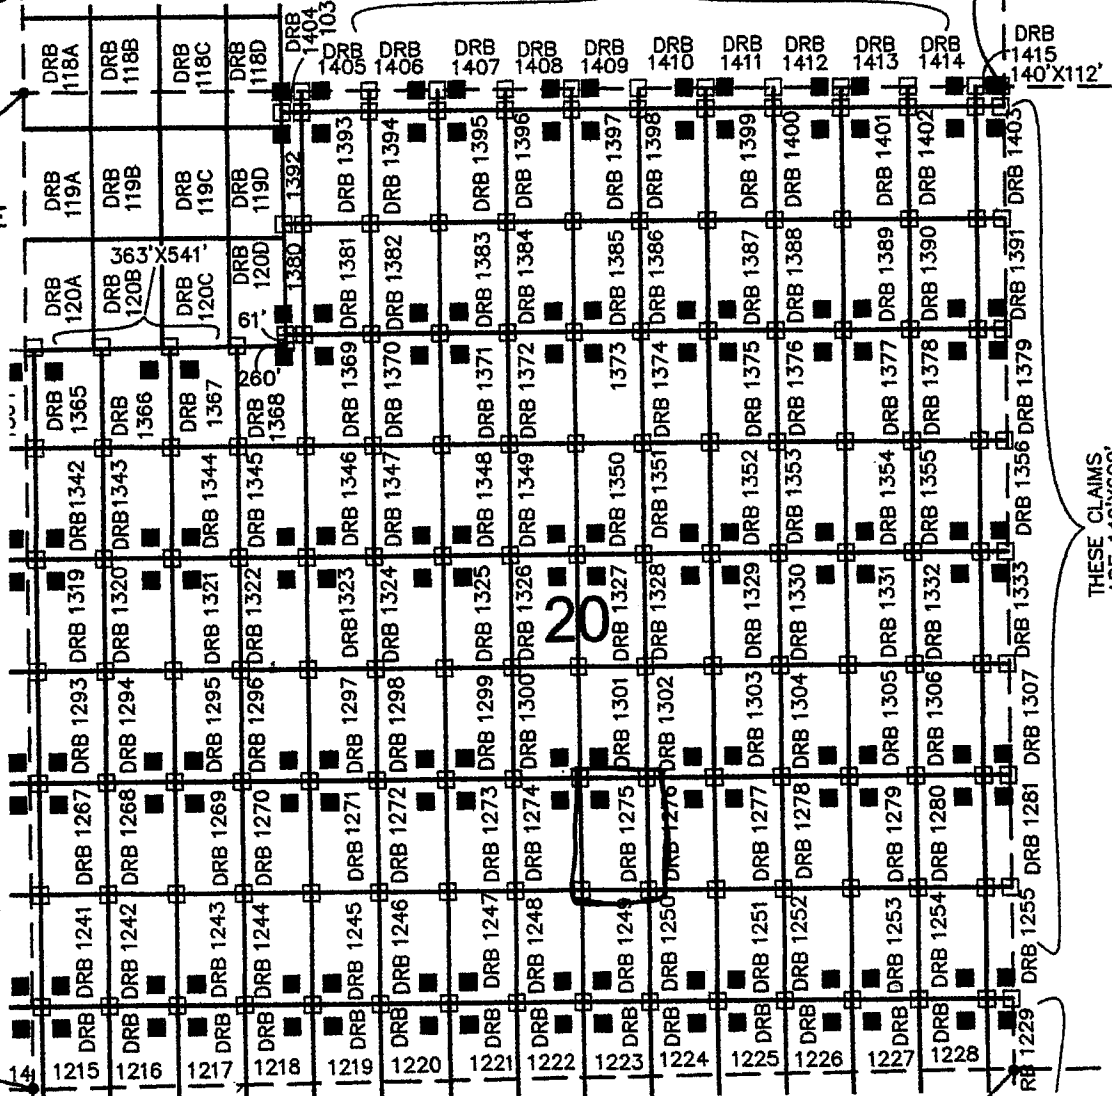 DRB 118A
DRB 118B
DRB 118C
DRB 118D
DRB 1404
103
DRB 1405
DRB 1406
DRB 1407
DRB 1408
DRB 1409
DRB 1410
DRB 1411
DRB 1412
DRB 1413
DRB 1414
DRB 1415
140'X112'
DRB 119A
DRB 119B
DRB 119C
DRB 119D
1392
DRB 1393
DRB 1394
DRB 1395
DRB 1396
DRB 1397
DRB 1398
DRB 1399
DRB 1400
DRB 1401
DRB 1402
DRB 1403
363'X541'
DRB 120A
DRB 120B
DRB 120C
DRB 120D
1380
DRB 1381
DRB 1382
DRB 1383
DRB 1384
DRB 1385
DRB 1386
DRB 1387
DRB 1388
DRB 1389
DRB 1390
DRB 1391
61'
260'
DRB 1365
DRB 1366
DRB 1367
DRB 1368
DRB 1369
DRB 1370
DRB 1371
DRB 1372
1373
DRB 1374
DRB 1375
DRB 1376
DRB 1377
DRB 1378
DRB 1379
DRB 1342
DRB 1343
DRB 1344
DRB 1345
DRB 1346
DRB 1347
DRB 1348
DRB 1349
DRB 1350
DRB 1351
DRB 1352
DRB 1353
DRB 1354
DRB 1355
DRB 1356
THESE CLAIMS
DRB 1319
DRB 1320
DRB 1321
DRB 1322
DRB 1323
DRB 1324
DRB 1325
DRB 1326
DRB 1327
DRB 1328
DRB 1329
DRB 1330
DRB 1331
DRB 1332
DRB 1333
20
DRB 1293
DRB 1294
DRB 1295
DRB 1296
DRB 1297
DRB 1298
DRB 1299
DRB 1300
DRB 1301
DRB 1302
DRB 1303
DRB 1304
DRB 1305
DRB 1306
DRB 1307
DRB 1267
DRB 1268
DRB 1269
DRB 1270
DRB 1271
DRB 1272
DRB 1273
DRB 1274
DRB 1275
DRB 1276
DRB 1277
DRB 1278
DRB 1279
DRB 1280
DRB 1281
DRB 1241
DRB 1242
DRB 1243
DRB 1244
DRB 1245
DRB 1246
DRB 1247
DRB 1248
DRB 1249
DRB 1250
DRB 1251
DRB 1252
DRB 1253
DRB 1254
DRB 1255
14
DRB 1215
DRB 1216
DRB 1217
DRB 1218
DRB 1219
DRB 1220
DRB 1221
DRB 1222
DRB 1223
DRB 1224
DRB 1225
DRB 1226
DRB 1227
DRB 1228
RB 1229